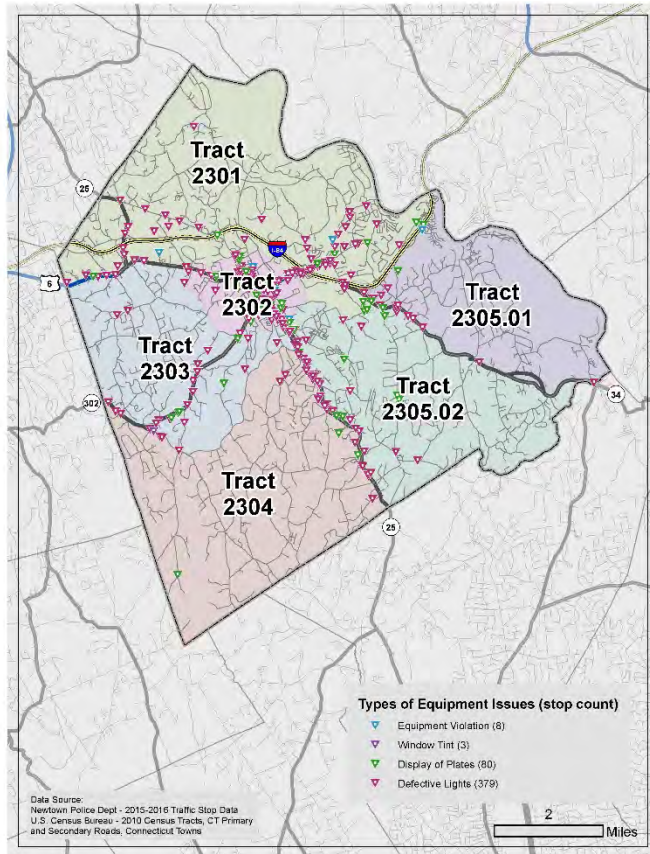 Tract
2301
25
I-84
6
Tract
2302
Tract
2305.01
Tract
2303
Tract
2305.02
34
302
Tract
2304
25
Types of Equipment Issues (stop count)
Equipment Violation (8)
Window Tint (3)
Display of Plates (80)
Defective Lights (379)
Data Source:
Newtown Police Dept - 2015-2016 Traffic Stop Data
U.S. Census Bureau - 2010 Census Tracts, CT Primary
and Secondary Roads, Connecticut Towns
2
Miles